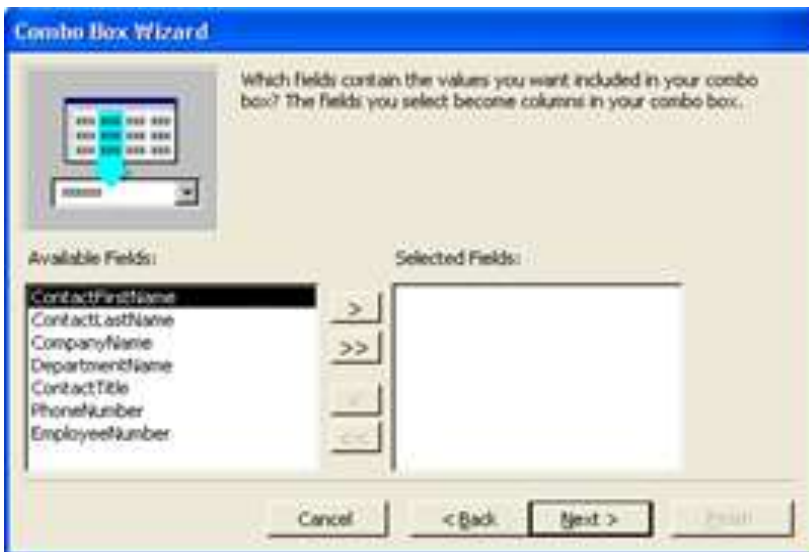 Combo Box Wizard
Which fields contain the values you want included in your combo
box? The fields you select become columns in your combo box.
Available Fields:
Selected Fields:
ContactFirstName
ContactLastName
CompanyName
DepartmentName
ContactTitle
PhoneNumber
EmployeeNumber
>
>>
<
<<
Cancel
< Back
Next >
Finish